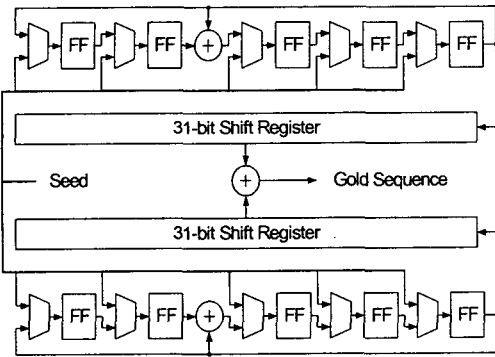 FF FF + FF FF FF
31-bit Shift Register
Seed + Gold Sequence
31-bit Shift Register
FF FF + FF FF FF